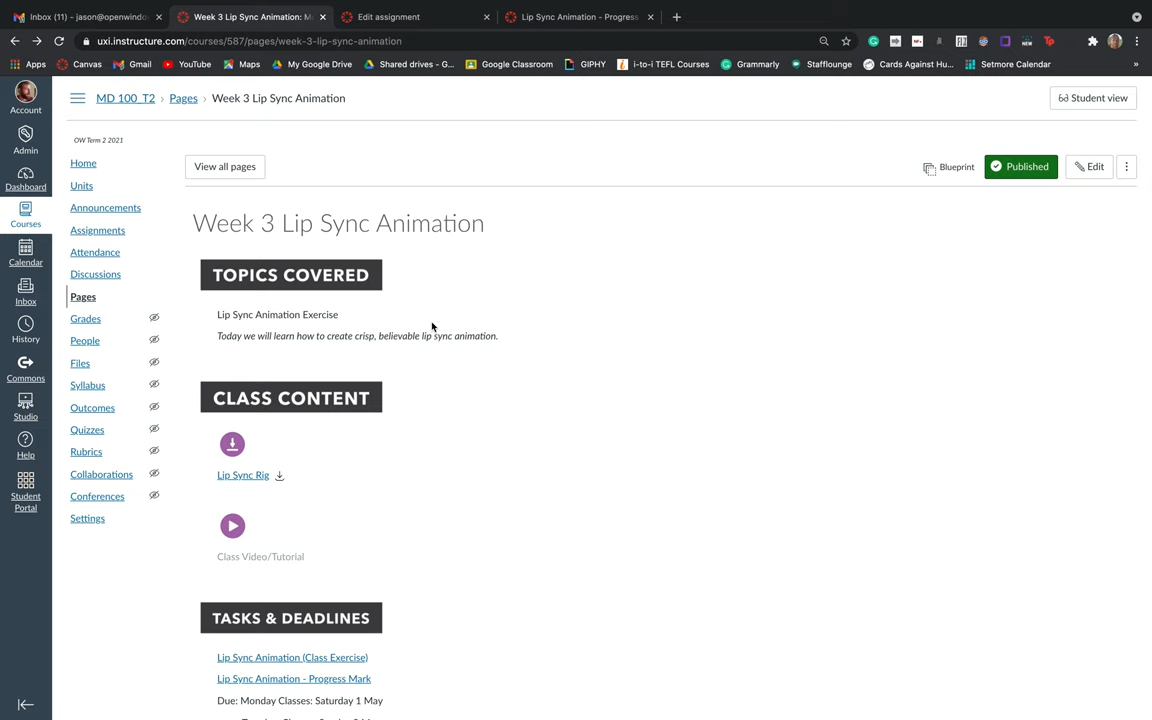 Inbox (11) - jason@openwindo
Week 3 Lip Sync Animation: M
Edit assignment
Lip Sync Animation - Progress
uxi.instructure.com/courses/587/pages/week-3-lip-sync-animation
Apps
Canvas
Gmail
YouTube
Maps
My Google Drive
Shared drives - G...
Google Classroom
GIPHY
i-to-i TEFL Courses
Grammarly
Stafflounge
Cards Against Hu...
Setmore Calendar
»
Account
Admin
Dashboard
Courses
Calendar
Inbox
History
Commons
Studio
Help
Student
Portal
MD 100_T2 › Pages › Week 3 Lip Sync Animation
Student view
OW Term 2 2021
Home
Units
Announcements
Assignments
Attendance
Discussions
Pages
Grades
People
Files
Syllabus
Outcomes
Quizzes
Rubrics
Collaborations
Conferences
Settings
View all pages
Blueprint
Published
Edit
Week 3 Lip Sync Animation
TOPICS COVERED
Lip Sync Animation Exercise
Today we will learn how to create crisp, believable lip sync animation.
CLASS CONTENT
Lip Sync Rig
Class Video/Tutorial
TASKS & DEADLINES
Lip Sync Animation (Class Exercise)
Lip Sync Animation - Progress Mark
Due: Monday Classes: Saturday 1 May